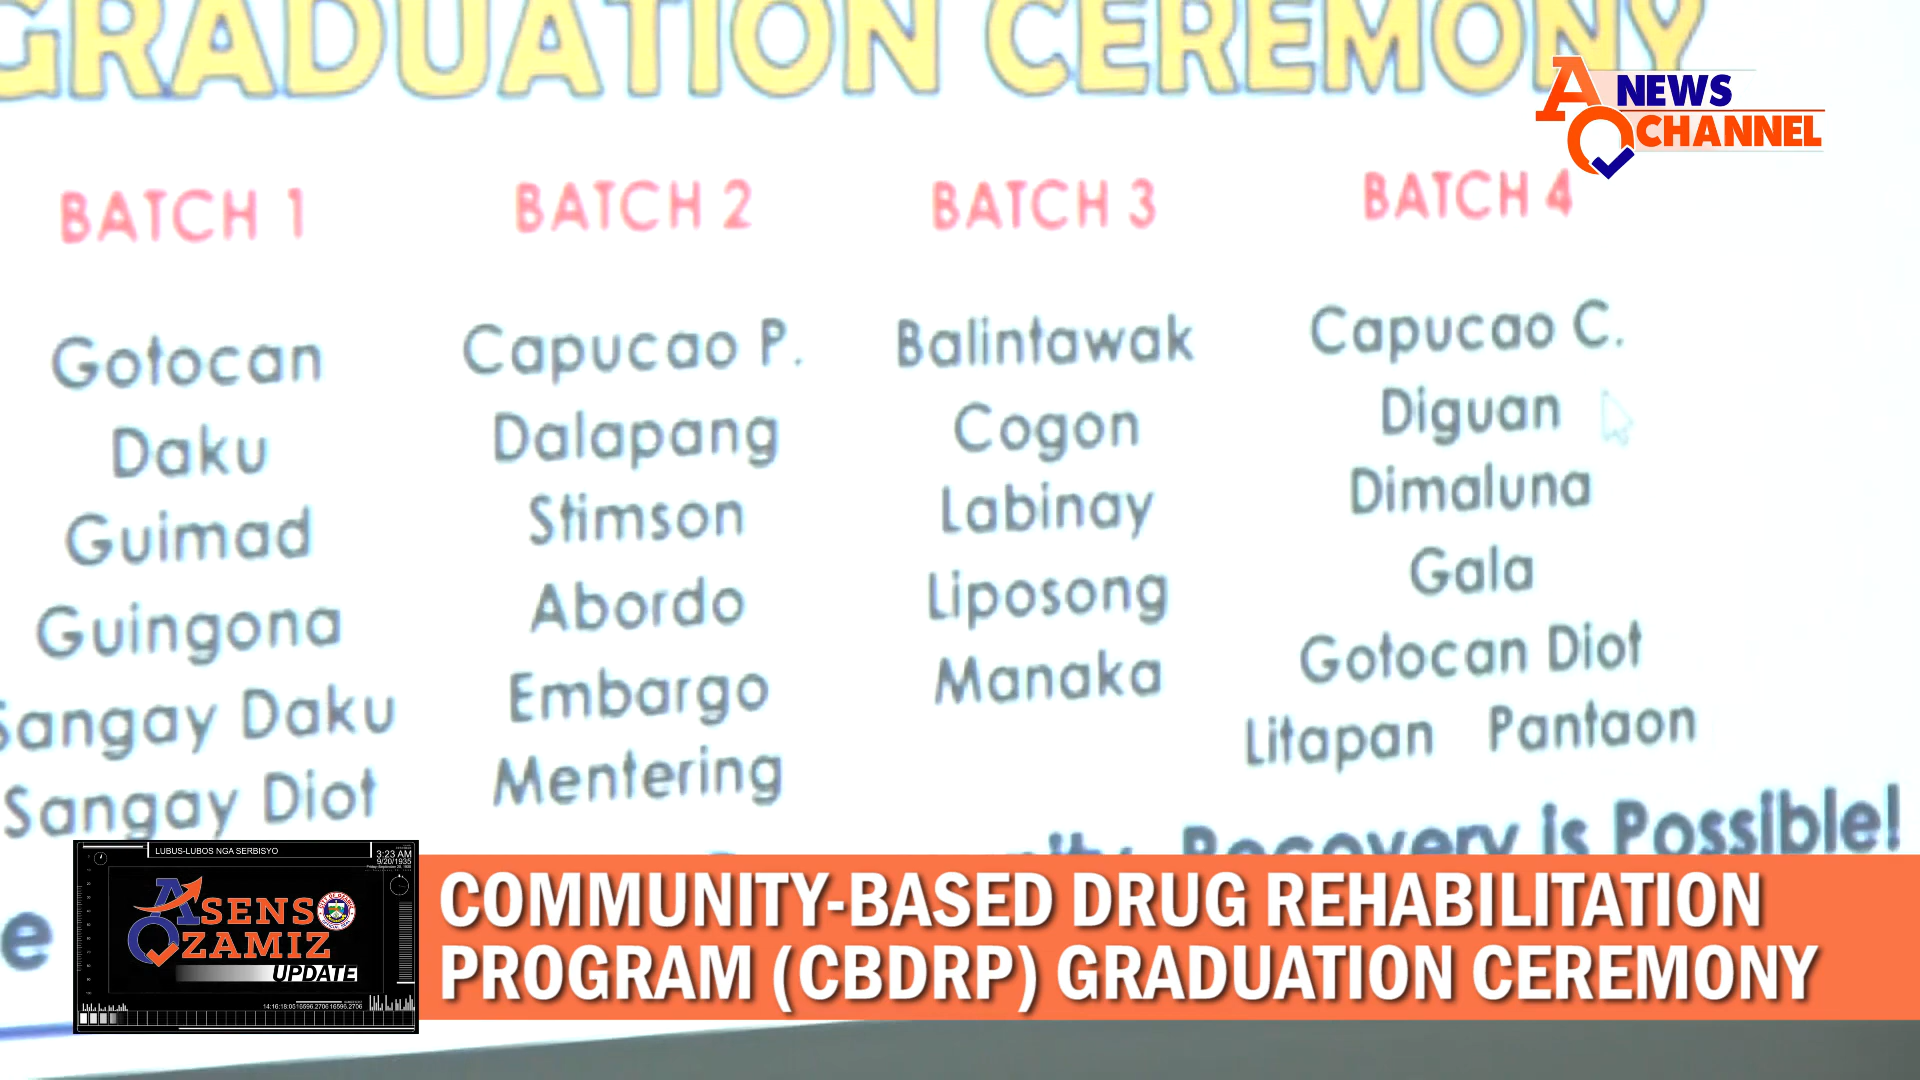 GRADUATION CEREMONY
A NEWS
Q CHANNEL
BATCH 1
Gotocan
Daku
Guimad
Guingona
Sangay Daku
Sangay Diot
BATCH 2
Capucao P.
Dalapang
Stimson
Abordo
Embargo
Mentering
BATCH 3
Balintawak
Cogon
Labinay
Liposong
Manaka
BATCH 4
Capucao C.
Diguan
Dimaluna
Gala
Gotocan Diot
Litapan Pantaon
Recovery is Possible!
LUBUS-LUBOS NGA SERBISYO
3:23 AM
9/20/1935
ASENSO
OZAMIZ
UPDATE
COMMUNITY-BASED DRUG REHABILITATION
PROGRAM (CBDRP) GRADUATION CEREMONY